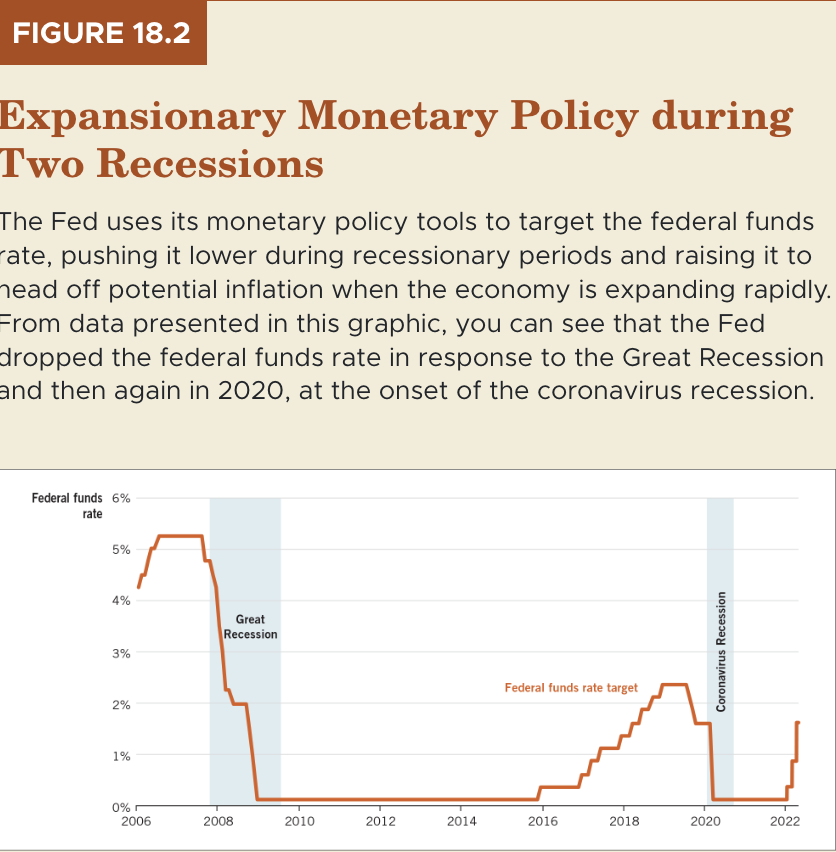 FIGURE 18.2
Expansionary Monetary Policy during
Two Recessions
The Fed uses its monetary policy tools to target the federal funds
rate, pushing it lower during recessionary periods and raising it to
head off potential inflation when the economy is expanding rapidly.
From data presented in this graphic, you can see that the Fed
dropped the federal funds rate in response to the Great Recession
and then again in 2020, at the onset of the coronavirus recession.
Federal funds
rate
6%
5%
4%
3%
2%
1%
0%
Great
Recession
Federal funds rate target
Coronavirus Recession
2006 2008 2010 2012 2014 2016 2018 2020 2022